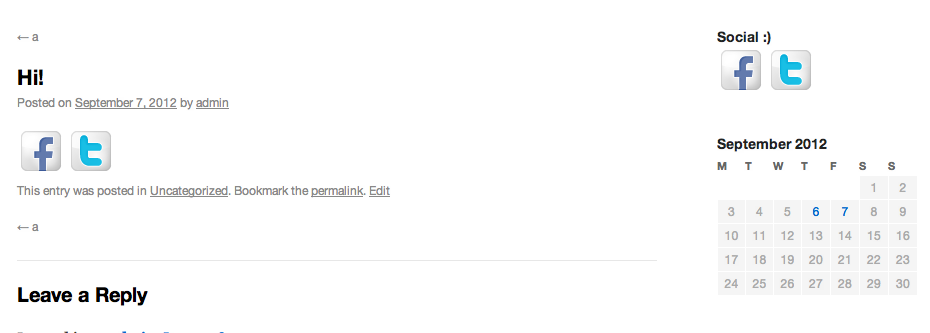 ← a
Hi!
Posted on September 7, 2012 by admin
f t
This entry was posted in Uncategorized. Bookmark the permalink. Edit
← a
Leave a Reply
Social :)
f t
September 2012
M T W T F S S
1 2
3 4 5 6 7 8 9
10 11 12 13 14 15 16
17 18 19 20 21 22 23
24 25 26 27 28 29 30